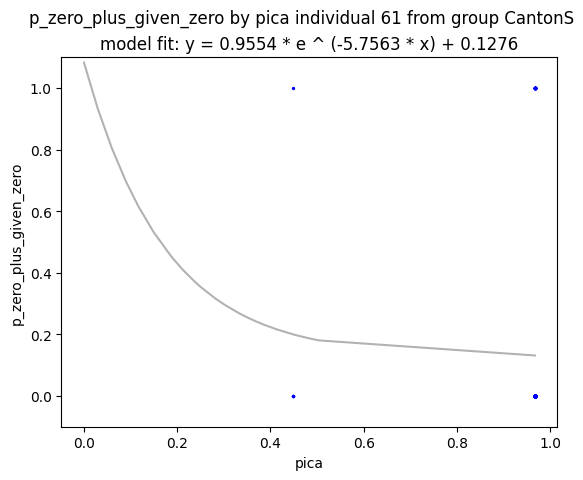 p_zero_plus_given_zero by pica individual 61 from group CantonS
model fit: y = 0.9554 * e ^ (-5.7563 * x) + 0.1276
p_zero_plus_given_zero
1.0
0.8
0.6
0.4
0.2
0.0
0.0 0.2 0.4 0.6 0.8 1.0
pica